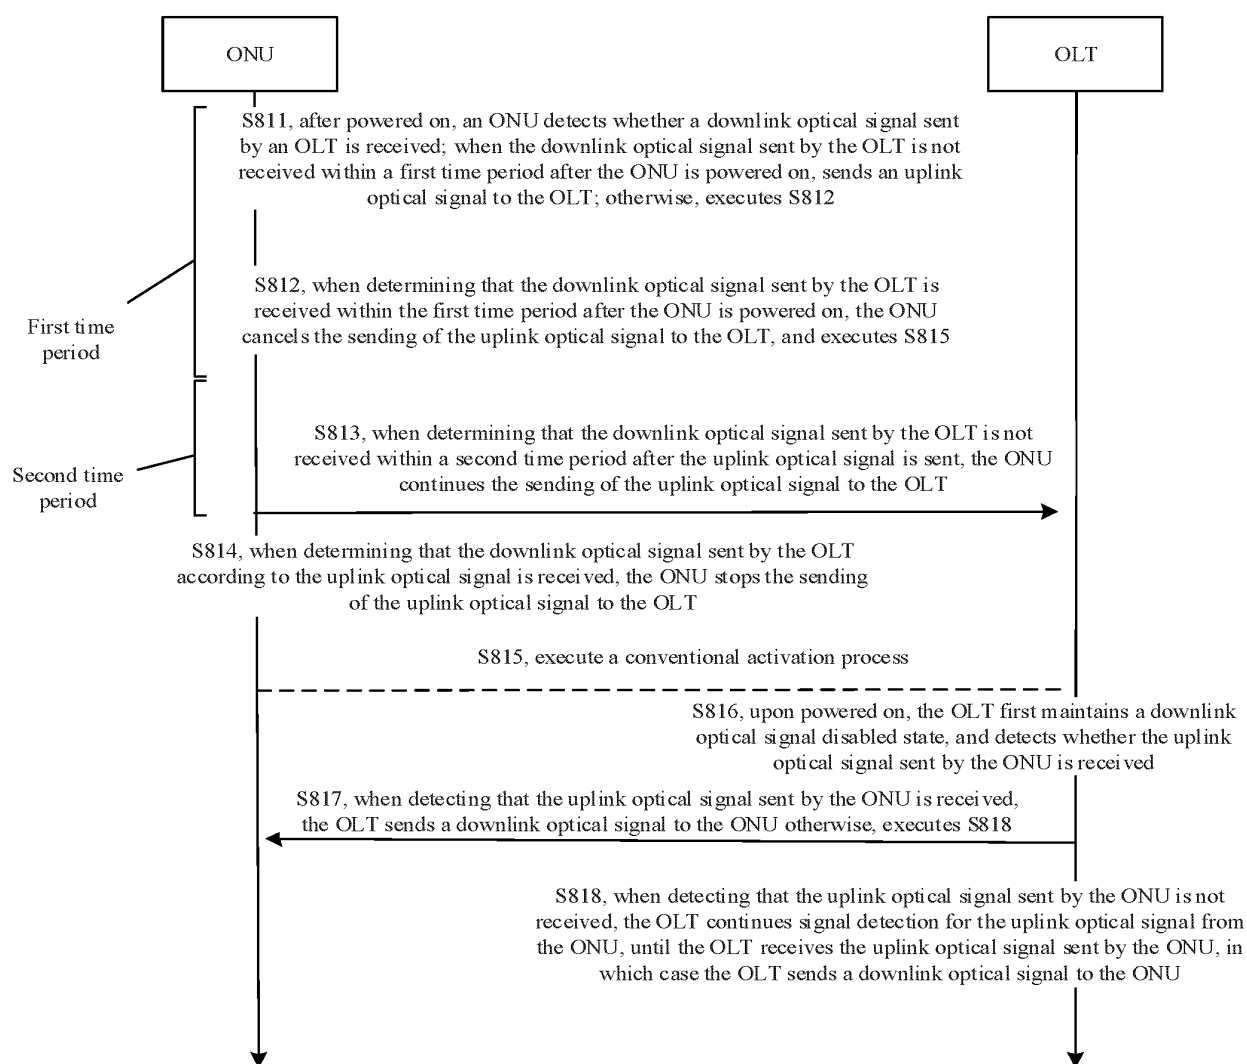 ONU
OLT
S811, after powered on, an ONU detects whether a downlink optical signal sent
by an OLT is received; when the downlink optical signal sent by the OLT is not
received within a first time period after the ONU is powered on, sends an uplink
optical signal to the OLT; otherwise, executes S812
S812, when determining that the downlink optical signal sent by the OLT is
received within the first time period after the ONU is powered on, the ONU
cancels the sending of the uplink optical signal to the OLT, and executes S815
First time
period
S813, when determining that the downlink optical signal sent by the OLT is not
received within a second time period after the uplink optical signal is sent, the ONU
continues the sending of the uplink optical signal to the OLT
Second time
period
S814, when determining that the downlink optical signal sent by the OLT
according to the uplink optical signal is received, the ONU stops the sending
of the uplink optical signal to the OLT
S815, execute a conventional activation process
S816, upon powered on, the OLT first maintains a downlink
optical signal disabled state, and detects whether the uplink
optical signal sent by the ONU is received
S817, when detecting that the uplink optical signal sent by the ONU is received,
the OLT sends a downlink optical signal to the ONU otherwise, executes S818
S818, when detecting that the uplink optical signal sent by the ONU is not
received, the OLT continues signal detection for the uplink optical signal from
the ONU, until the OLT receives the uplink optical signal sent by the ONU, in
which case the OLT sends a downlink optical signal to the ONU